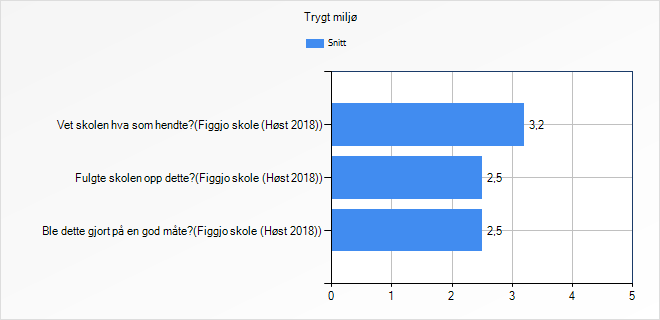 Trygt miljø
Snitt
Vet skolen hva som hendte?(Figgjo skole (Høst 2018))
3,2
Fulgte skolen opp dette?(Figgjo skole (Høst 2018))
2,5
Ble dette gjort på en god måte?(Figgjo skole (Høst 2018))
2,5
0 1 2 3 4 5